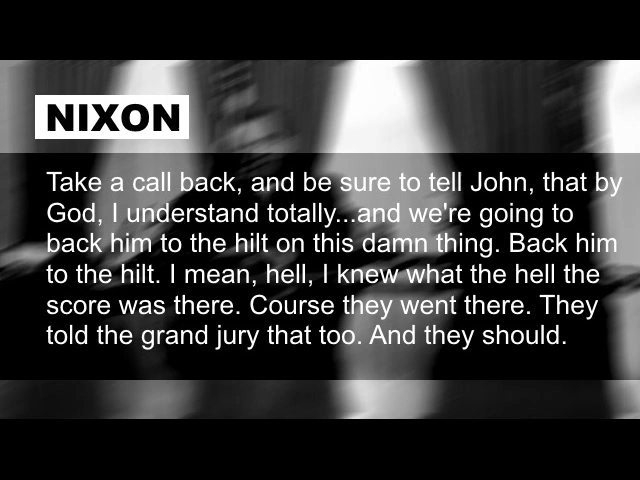 NIXON
Take a call back, and be sure to tell John, that by
God, I understand totally...and we're going to
back him to the hilt on this damn thing. Back him
to the hilt. I mean, hell, I knew what the hell the
score was there. Course they went there. They
told the grand jury that too. And they should.